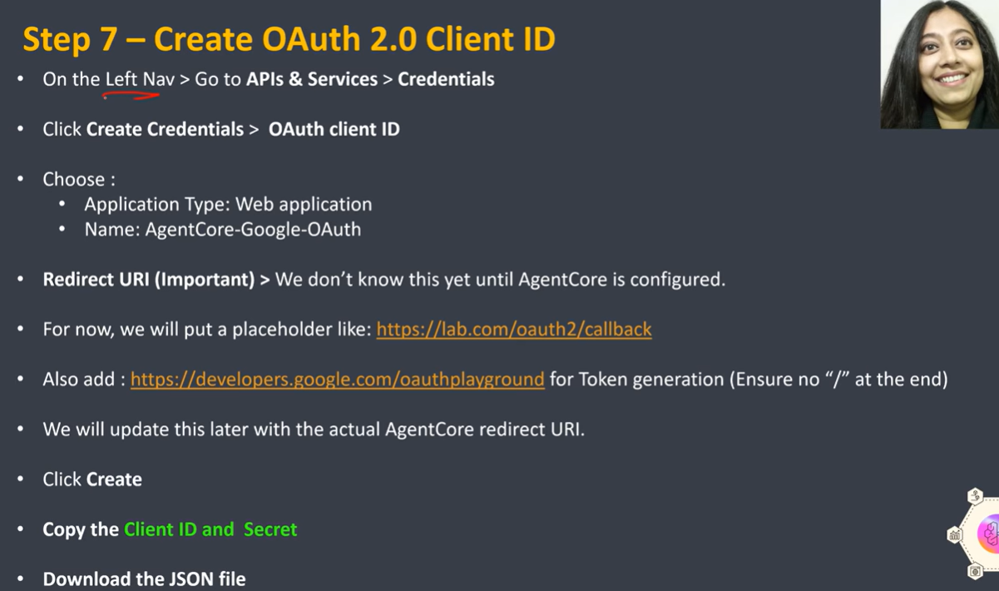 Step 7 – Create OAuth 2.0 Client ID
• On the Left Nav > Go to APIs & Services > Credentials
• Click Create Credentials > OAuth client ID
• Choose :
• Application Type: Web application
• Name: AgentCore-Google-OAuth
• Redirect URI (Important) > We don’t know this yet until AgentCore is configured.
• For now, we will put a placeholder like: https://lab.com/oauth2/callback
• Also add : https://developers.google.com/oauthplayground for Token generation (Ensure no “/” at the end)
• We will update this later with the actual AgentCore redirect URI.
• Click Create
• Copy the Client ID and  Secret
• Download the JSON file